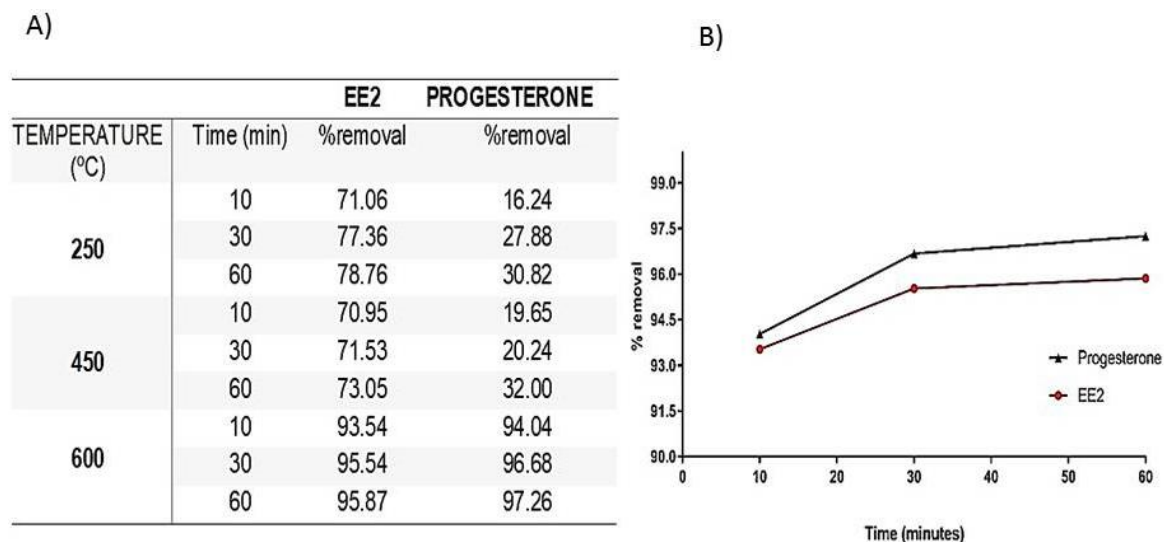 A)
EE2 PROGESTERONE
TEMPERATURE Time (min) %removal %removal
(ºC)
10 71.06 16.24
250 30 77.36 27.88
60 78.76 30.82
10 70.95 19.65
450 30 71.53 20.24
60 73.05 32.00
10 93.54 94.04
600 30 95.54 96.68
60 95.87 97.26
B)
% removal
99.0
97.5
96.0
94.5
93.0
91.5
90.0
0 10 20 30 40 50 60
Time (minutes)
Progesterone
EE2